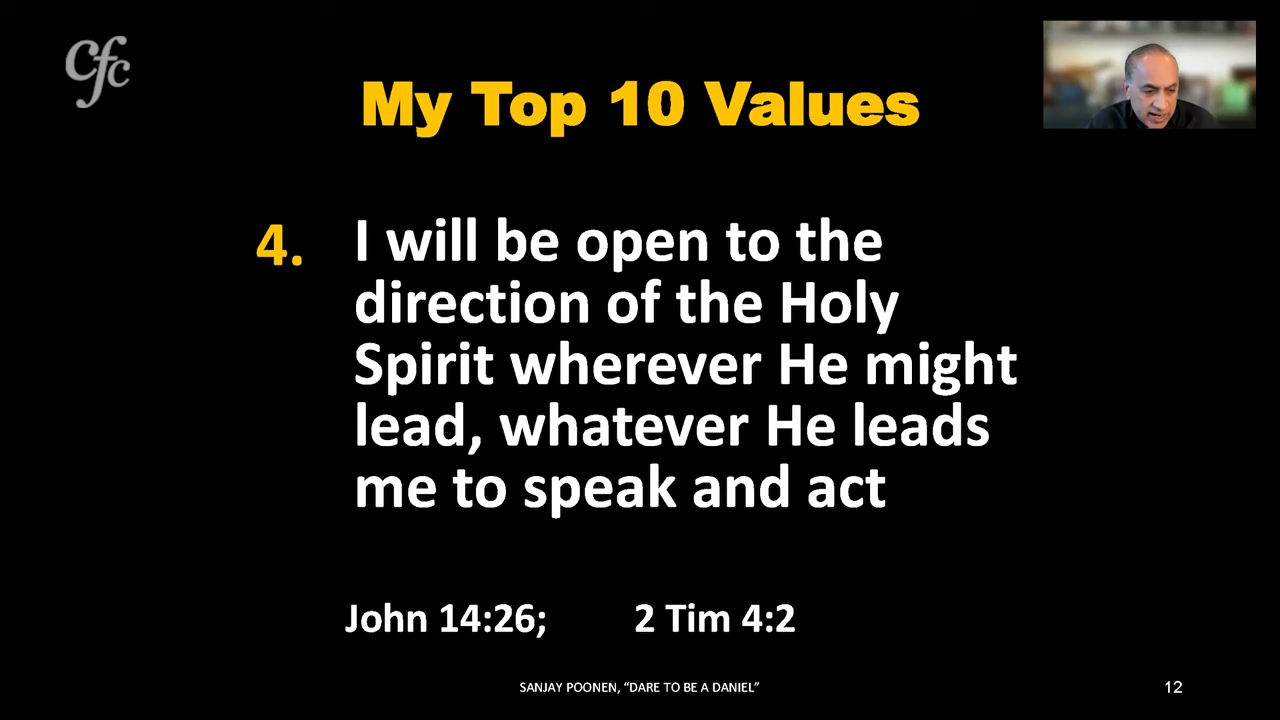 cfc
My Top 10 Values
4. I will be open to the
direction of the Holy
Spirit wherever He might
lead, whatever He leads
me to speak and act
John 14:26; 2 Tim 4:2
SANJAY POONEN, “DARE TO BE A DANIEL”
12